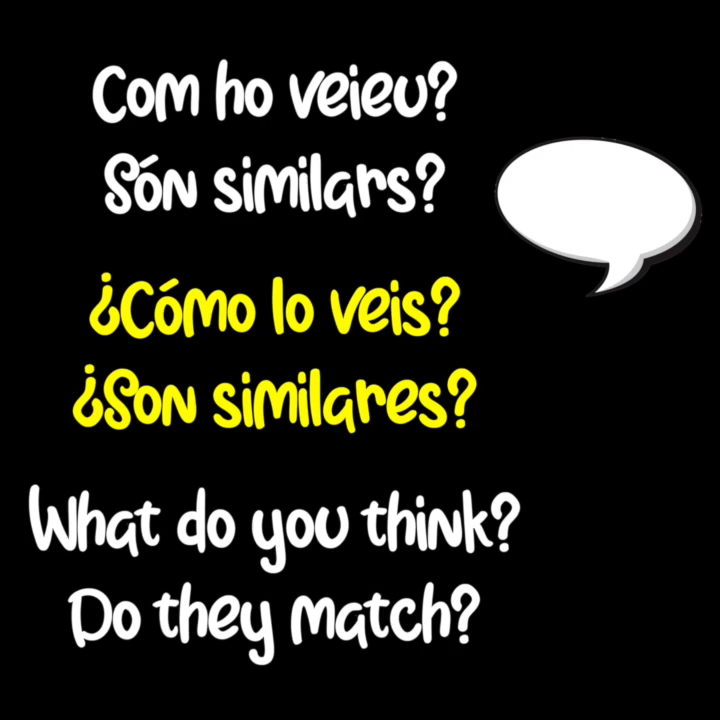 Com ho veieu?
Són similars?
¿Cómo lo veis?
¿Son similares?
What do you think?
Do they match?